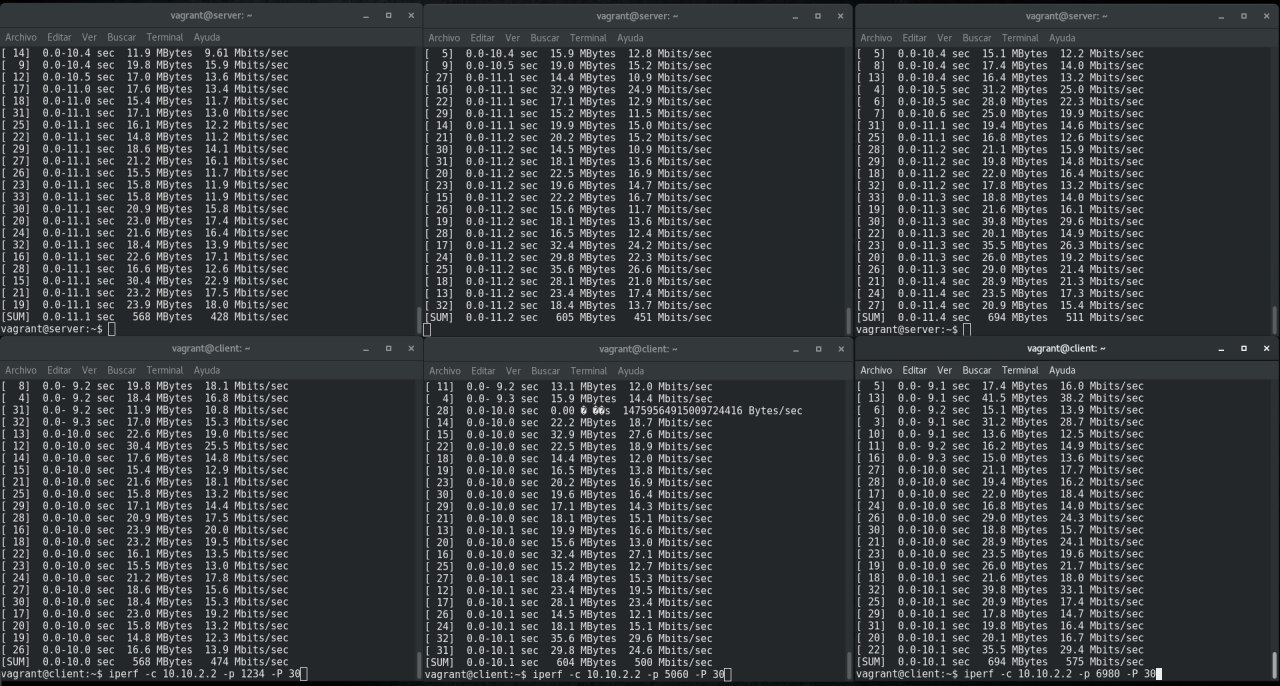 vagrant@server: ~
Archivo Editar Ver Buscar Terminal Ayuda
[ 14] 0.0-10.4 sec 11.9 MBytes 9.61 Mbits/sec
[ 9] 0.0-10.4 sec 19.8 MBytes 15.9 Mbits/sec
[ 12] 0.0-10.5 sec 17.0 MBytes 13.6 Mbits/sec
[ 17] 0.0-11.0 sec 17.6 MBytes 13.4 Mbits/sec
[ 18] 0.0-11.0 sec 15.4 MBytes 11.7 Mbits/sec
[ 31] 0.0-11.1 sec 17.1 MBytes 13.0 Mbits/sec
[ 25] 0.0-11.1 sec 16.1 MBytes 12.2 Mbits/sec
[ 22] 0.0-11.1 sec 14.8 MBytes 11.2 Mbits/sec
[ 29] 0.0-11.1 sec 18.6 MBytes 14.1 Mbits/sec
[ 27] 0.0-11.1 sec 21.2 MBytes 16.1 Mbits/sec
[ 26] 0.0-11.1 sec 15.5 MBytes 11.7 Mbits/sec
[ 23] 0.0-11.1 sec 15.8 MBytes 11.9 Mbits/sec
[ 33] 0.0-11.1 sec 15.8 MBytes 11.9 Mbits/sec
[ 30] 0.0-11.1 sec 20.9 MBytes 15.8 Mbits/sec
[ 20] 0.0-11.1 sec 23.0 MBytes 17.4 Mbits/sec
[ 24] 0.0-11.1 sec 21.6 MBytes 16.4 Mbits/sec
[ 32] 0.0-11.1 sec 18.4 MBytes 13.9 Mbits/sec
[ 16] 0.0-11.1 sec 22.6 MBytes 17.1 Mbits/sec
[ 28] 0.0-11.1 sec 16.6 MBytes 12.6 Mbits/sec
[ 15] 0.0-11.1 sec 30.4 MBytes 22.9 Mbits/sec
[ 21] 0.0-11.1 sec 23.2 MBytes 17.5 Mbits/sec
[ 19] 0.0-11.1 sec 23.9 MBytes 18.0 Mbits/sec
[SUM] 0.0-11.1 sec 568 MBytes 428 Mbits/sec
vagrant@server:~$
vagrant@server: ~
Archivo Editar Ver Buscar Terminal Ayuda
[ 5] 0.0-10.4 sec 15.9 MBytes 12.8 Mbits/sec
[ 9] 0.0-10.5 sec 19.0 MBytes 15.2 Mbits/sec
[ 27] 0.0-11.1 sec 14.4 MBytes 10.9 Mbits/sec
[ 16] 0.0-11.1 sec 32.9 MBytes 24.9 Mbits/sec
[ 22] 0.0-11.1 sec 17.1 MBytes 12.9 Mbits/sec
[ 29] 0.0-11.1 sec 15.2 MBytes 11.5 Mbits/sec
[ 14] 0.0-11.1 sec 19.9 MBytes 15.0 Mbits/sec
[ 21] 0.0-11.2 sec 20.2 MBytes 15.2 Mbits/sec
[ 30] 0.0-11.2 sec 14.5 MBytes 10.9 Mbits/sec
[ 31] 0.0-11.2 sec 18.1 MBytes 13.6 Mbits/sec
[ 20] 0.0-11.2 sec 22.5 MBytes 16.9 Mbits/sec
[ 23] 0.0-11.2 sec 19.6 MBytes 14.7 Mbits/sec
[ 15] 0.0-11.2 sec 22.2 MBytes 16.7 Mbits/sec
[ 26] 0.0-11.2 sec 15.6 MBytes 11.7 Mbits/sec
[ 19] 0.0-11.2 sec 18.1 MBytes 13.6 Mbits/sec
[ 28] 0.0-11.2 sec 16.5 MBytes 12.4 Mbits/sec
[ 17] 0.0-11.2 sec 32.4 MBytes 24.2 Mbits/sec
[ 24] 0.0-11.2 sec 29.8 MBytes 22.3 Mbits/sec
[ 25] 0.0-11.2 sec 35.6 MBytes 26.6 Mbits/sec
[ 18] 0.0-11.2 sec 28.1 MBytes 21.0 Mbits/sec
[ 13] 0.0-11.2 sec 23.4 MBytes 17.4 Mbits/sec
[ 32] 0.0-11.2 sec 18.4 MBytes 13.7 Mbits/sec
[SUM] 0.0-11.2 sec 605 MBytes 451 Mbits/sec
vagrant@server: ~
Archivo Editar Ver Buscar Terminal Ayuda
[ 5] 0.0-10.4 sec 15.1 MBytes 12.2 Mbits/sec
[ 8] 0.0-10.4 sec 17.4 MBytes 14.0 Mbits/sec
[ 13] 0.0-10.4 sec 16.4 MBytes 13.2 Mbits/sec
[ 4] 0.0-10.5 sec 31.2 MBytes 25.0 Mbits/sec
[ 6] 0.0-10.5 sec 28.0 MBytes 22.3 Mbits/sec
[ 7] 0.0-10.6 sec 25.0 MBytes 19.9 Mbits/sec
[ 31] 0.0-11.1 sec 19.4 MBytes 14.6 Mbits/sec
[ 25] 0.0-11.1 sec 16.8 MBytes 12.6 Mbits/sec
[ 28] 0.0-11.2 sec 21.1 MBytes 15.9 Mbits/sec
[ 29] 0.0-11.2 sec 19.8 MBytes 14.8 Mbits/sec
[ 18] 0.0-11.2 sec 22.0 MBytes 16.4 Mbits/sec
[ 32] 0.0-11.2 sec 17.8 MBytes 13.2 Mbits/sec
[ 33] 0.0-11.2 sec 18.8 MBytes 14.0 Mbits/sec
[ 19] 0.0-11.3 sec 21.6 MBytes 16.1 Mbits/sec
[ 30] 0.0-11.3 sec 39.8 MBytes 29.6 Mbits/sec
[ 22] 0.0-11.3 sec 20.1 MBytes 14.9 Mbits/sec
[ 23] 0.0-11.3 sec 35.5 MBytes 26.3 Mbits/sec
[ 20] 0.0-11.3 sec 26.0 MBytes 19.2 Mbits/sec
[ 26] 0.0-11.3 sec 29.0 MBytes 21.4 Mbits/sec
[ 21] 0.0-11.4 sec 28.9 MBytes 21.3 Mbits/sec
[ 24] 0.0-11.4 sec 23.5 MBytes 17.3 Mbits/sec
[ 27] 0.0-11.4 sec 20.9 MBytes 15.4 Mbits/sec
[SUM] 0.0-11.4 sec 694 MBytes 511 Mbits/sec
vagrant@server:~$
vagrant@client: ~
Archivo Editar Ver Buscar Terminal Ayuda
[ 8] 0.0- 9.2 sec 19.8 MBytes 18.1 Mbits/sec
[ 4] 0.0- 9.2 sec 18.4 MBytes 16.8 Mbits/sec
[ 31] 0.0- 9.2 sec 11.9 MBytes 10.8 Mbits/sec
[ 32] 0.0- 9.3 sec 17.0 MBytes 15.3 Mbits/sec
[ 13] 0.0-10.0 sec 22.6 MBytes 19.0 Mbits/sec
[ 12] 0.0-10.0 sec 30.4 MBytes 25.5 Mbits/sec
[ 14] 0.0-10.0 sec 17.6 MBytes 14.8 Mbits/sec
[ 15] 0.0-10.0 sec 15.4 MBytes 12.9 Mbits/sec
[ 21] 0.0-10.0 sec 21.6 MBytes 18.1 Mbits/sec
[ 25] 0.0-10.0 sec 15.8 MBytes 13.2 Mbits/sec
[ 29] 0.0-10.0 sec 17.1 MBytes 14.4 Mbits/sec
[ 28] 0.0-10.0 sec 20.9 MBytes 17.5 Mbits/sec
[ 16] 0.0-10.0 sec 23.9 MBytes 20.0 Mbits/sec
[ 18] 0.0-10.0 sec 23.2 MBytes 19.5 Mbits/sec
[ 22] 0.0-10.0 sec 16.1 MBytes 13.5 Mbits/sec
[ 23] 0.0-10.0 sec 15.5 MBytes 13.0 Mbits/sec
[ 24] 0.0-10.0 sec 21.2 MBytes 17.8 Mbits/sec
[ 27] 0.0-10.0 sec 18.6 MBytes 15.6 Mbits/sec
[ 30] 0.0-10.0 sec 18.4 MBytes 15.3 Mbits/sec
[ 17] 0.0-10.0 sec 23.0 MBytes 19.2 Mbits/sec
[ 20] 0.0-10.0 sec 15.8 MBytes 13.2 Mbits/sec
[ 19] 0.0-10.0 sec 14.8 MBytes 12.3 Mbits/sec
[ 26] 0.0-10.0 sec 16.6 MBytes 13.9 Mbits/sec
[SUM] 0.0-10.0 sec 568 MBytes 474 Mbits/sec
vagrant@client:~$ iperf -c 10.10.2.2 -p 1234 -P 30
vagrant@client: ~
Archivo Editar Ver Buscar Terminal Ayuda
[ 11] 0.0- 9.2 sec 13.1 MBytes 12.0 Mbits/sec
[ 4] 0.0- 9.3 sec 15.9 MBytes 14.4 Mbits/sec
[ 28] 0.0-10.0 sec 0.00 � ��s 14759564915009724416 Bytes/sec
[ 14] 0.0-10.0 sec 22.2 MBytes 18.7 Mbits/sec
[ 15] 0.0-10.0 sec 32.9 MBytes 27.6 Mbits/sec
[ 22] 0.0-10.0 sec 22.5 MBytes 18.9 Mbits/sec
[ 18] 0.0-10.0 sec 14.4 MBytes 12.0 Mbits/sec
[ 19] 0.0-10.0 sec 16.5 MBytes 13.8 Mbits/sec
[ 23] 0.0-10.0 sec 20.2 MBytes 16.9 Mbits/sec
[ 30] 0.0-10.0 sec 19.6 MBytes 16.4 Mbits/sec
[ 29] 0.0-10.0 sec 17.1 MBytes 14.3 Mbits/sec
[ 21] 0.0-10.0 sec 18.1 MBytes 15.1 Mbits/sec
[ 13] 0.0-10.0 sec 19.9 MBytes 16.6 Mbits/sec
[ 20] 0.0-10.0 sec 15.6 MBytes 13.0 Mbits/sec
[ 16] 0.0-10.0 sec 32.4 MBytes 27.1 Mbits/sec
[ 25] 0.0-10.0 sec 15.2 MBytes 12.7 Mbits/sec
[ 27] 0.0-10.1 sec 18.4 MBytes 15.3 Mbits/sec
[ 12] 0.0-10.1 sec 23.4 MBytes 19.5 Mbits/sec
[ 17] 0.0-10.1 sec 28.1 MBytes 23.4 Mbits/sec
[ 26] 0.0-10.1 sec 14.5 MBytes 12.1 Mbits/sec
[ 24] 0.0-10.1 sec 18.1 MBytes 15.1 Mbits/sec
[ 32] 0.0-10.1 sec 35.6 MBytes 29.6 Mbits/sec
[ 31] 0.0-10.1 sec 29.8 MBytes 24.6 Mbits/sec
[SUM] 0.0-10.1 sec 604 MBytes 500 Mbits/sec
vagrant@client:~$ iperf -c 10.10.2.2 -p 5060 -P 30
vagrant@client: ~
Archivo Editar Ver Buscar Terminal Ayuda
[ 5] 0.0- 9.1 sec 17.4 MBytes 16.0 Mbits/sec
[ 12] 0.0- 9.1 sec 41.5 MBytes 38.2 Mbits/sec
[ 6] 0.0- 9.2 sec 15.1 MBytes 13.9 Mbits/sec
[ 3] 0.0- 9.1 sec 31.2 MBytes 28.7 Mbits/sec
[ 10] 0.0- 9.1 sec 13.6 MBytes 12.5 Mbits/sec
[ 11] 0.0- 9.2 sec 16.2 MBytes 14.9 Mbits/sec
[ 16] 0.0- 9.3 sec 15.0 MBytes 13.6 Mbits/sec
[ 27] 0.0-10.0 sec 21.1 MBytes 17.7 Mbits/sec
[ 28] 0.0-10.0 sec 19.4 MBytes 16.2 Mbits/sec
[ 17] 0.0-10.0 sec 22.0 MBytes 18.4 Mbits/sec
[ 24] 0.0-10.0 sec 16.8 MBytes 14.0 Mbits/sec
[ 26] 0.0-10.0 sec 29.0 MBytes 24.3 Mbits/sec
[ 30] 0.0-10.0 sec 18.8 MBytes 15.7 Mbits/sec
[ 21] 0.0-10.0 sec 28.9 MBytes 24.1 Mbits/sec
[ 23] 0.0-10.0 sec 23.5 MBytes 19.6 Mbits/sec
[ 19] 0.0-10.0 sec 26.0 MBytes 21.7 Mbits/sec
[ 18] 0.0-10.1 sec 21.6 MBytes 18.0 Mbits/sec
[ 32] 0.0-10.1 sec 39.8 MBytes 33.1 Mbits/sec
[ 25] 0.0-10.1 sec 20.9 MBytes 17.4 Mbits/sec
[ 29] 0.0-10.1 sec 17.8 MBytes 14.7 Mbits/sec
[ 31] 0.0-10.1 sec 19.8 MBytes 16.4 Mbits/sec
[ 20] 0.0-10.1 sec 20.1 MBytes 16.7 Mbits/sec
[ 22] 0.0-10.1 sec 35.5 MBytes 29.4 Mbits/sec
[SUM] 0.0-10.1 sec 694 MBytes 575 Mbits/sec
vagrant@client:~$ iperf -c 10.10.2.2 -p 6980 -P 30